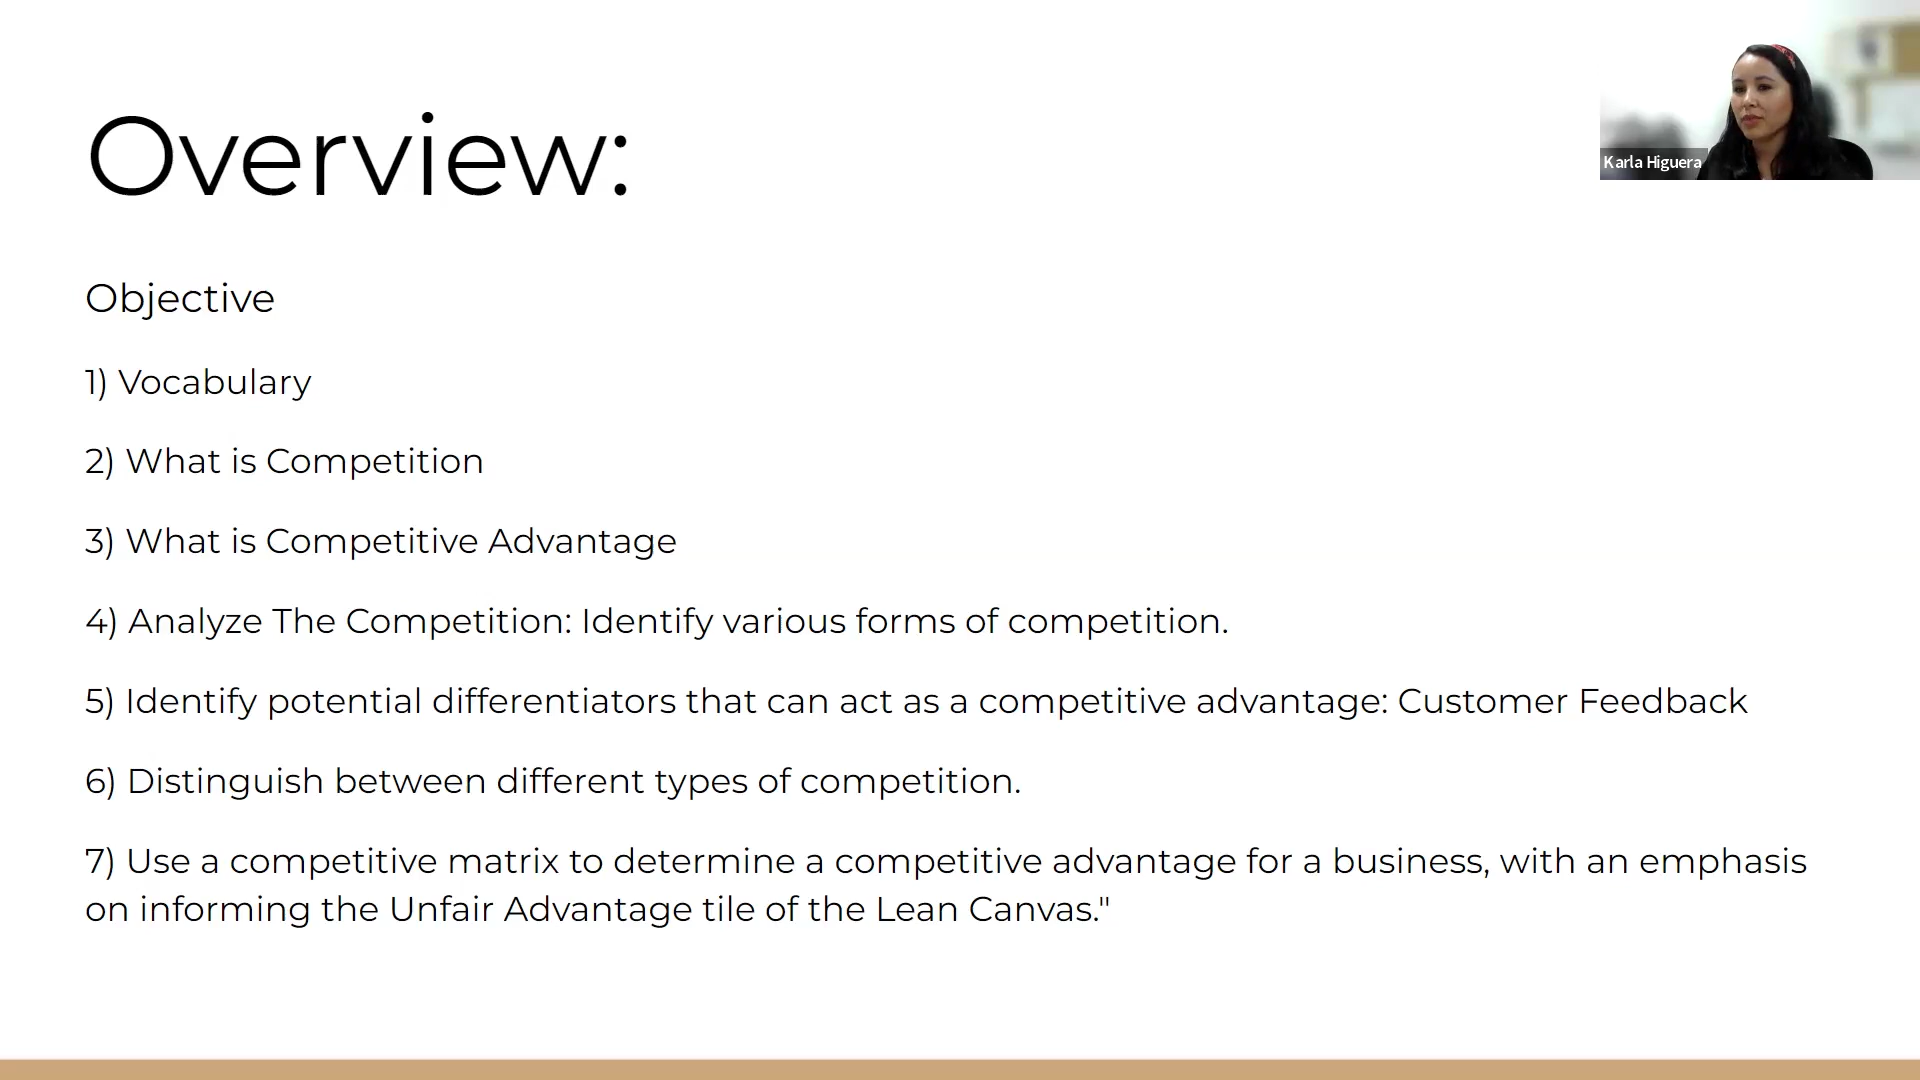 Overview:
Karla Higuera
Objective
1) Vocabulary
2) What is Competition
3) What is Competitive Advantage
4) Analyze The Competition: Identify various forms of competition.
5) Identify potential differentiators that can act as a competitive advantage: Customer Feedback
6) Distinguish between different types of competition.
7) Use a competitive matrix to determine a competitive advantage for a business, with an emphasis
on informing the Unfair Advantage tile of the Lean Canvas."